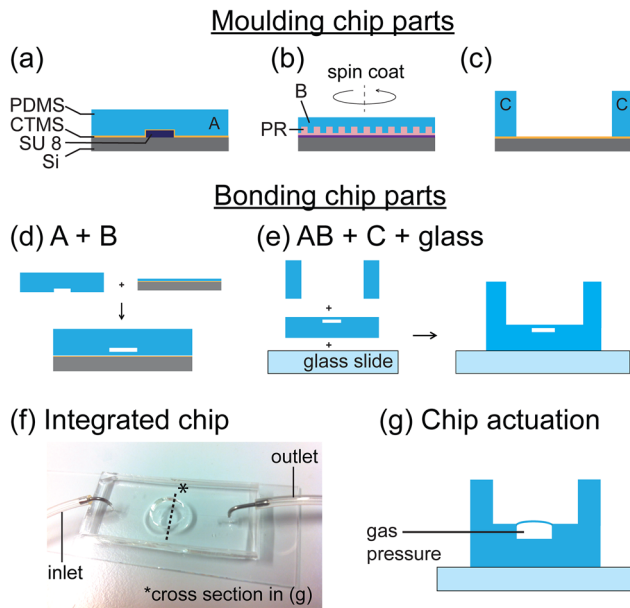 Moulding chip parts
(a)
PDMS
CTMS
SU 8
Si
A
(b)
spin coat
B
PR
(c)
C
C
Bonding chip parts
(d) A + B
+
(e) AB + C + glass
+
+
glass slide
(f) Integrated chip
*
outlet
inlet
*cross section in (g)
(g) Chip actuation
gas
pressure